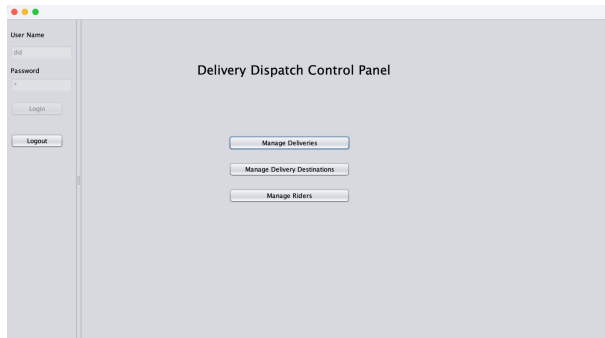 User Name
dd
Password
*
Login
Logout
Delivery Dispatch Control Panel
Manage Deliveries
Manage Delivery Destinations
Manage Riders